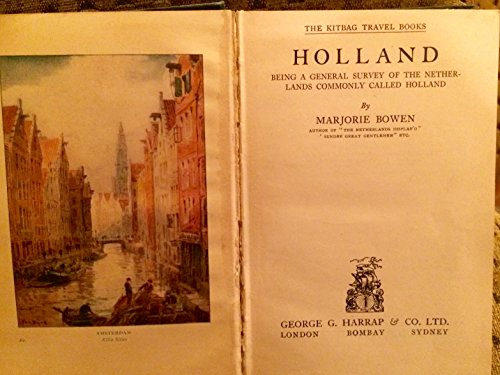 AMSTERDAM
THE KITBAG TRAVEL BOOKS
HOLLAND
BEING A GENERAL SURVEY OF THE NETHER-
LANDS COMMONLY CALLED HOLLAND
By
MARJORIE BOWEN
AUTHOR OF "THE NETHERLANDS DISPLAY'D"
"SUNDRY GREAT GENTLEMEN" ETC.
GEORGE G. HARRAP & CO. LTD.
LONDON BOMBAY SYDNEY